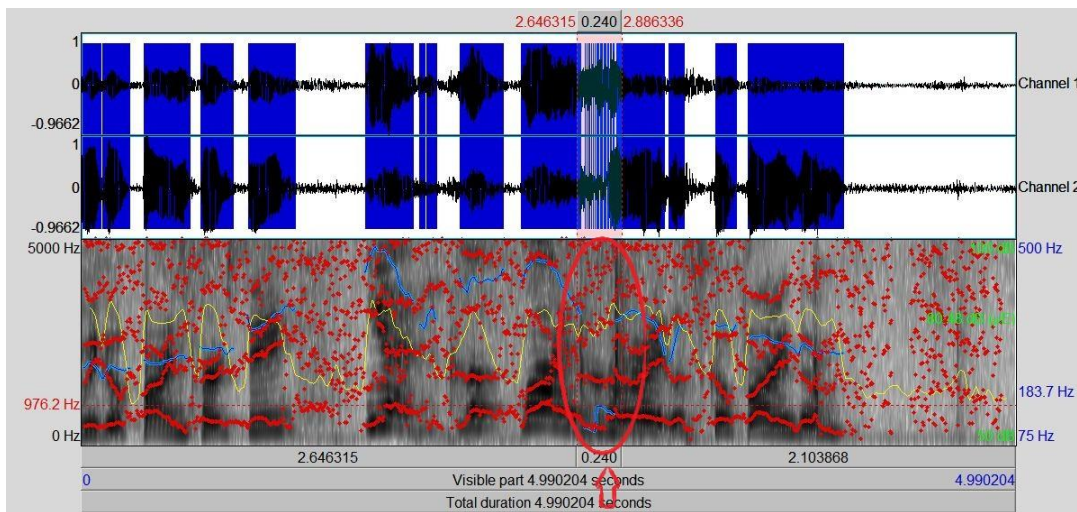 2.646315 0.240 2.886336
1
0
-0.9662
Channel 1
1
0
-0.9662
Channel 2
5000 Hz
500 Hz
976.2 Hz
183.7 Hz
0 Hz
75 Hz
2.646315 0.240 2.103868
0 Visible part 4.990204 seconds 4.990204
Total duration 4.990204 seconds